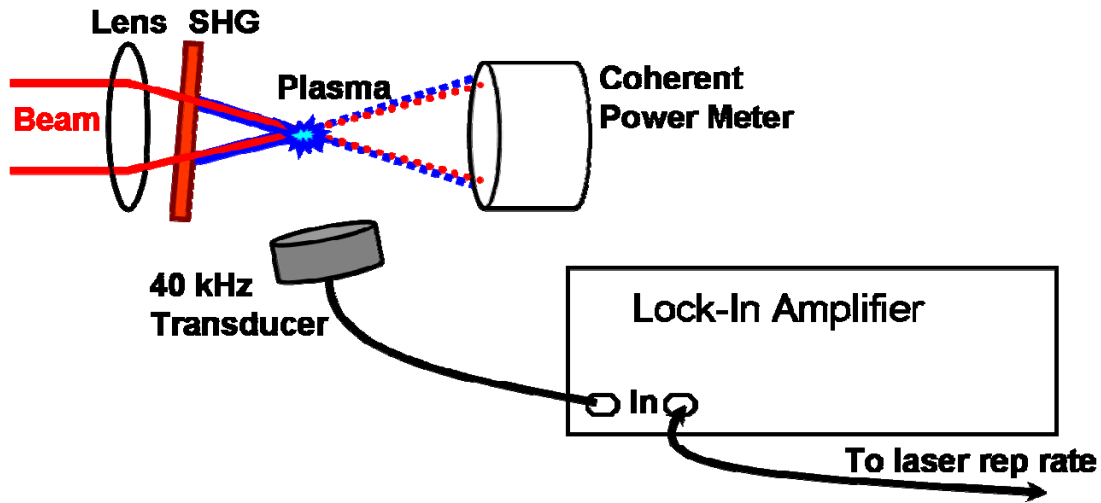 Lens SHG
Beam
Plasma
Coherent
Power Meter
40 kHz
Transducer
Lock-In Amplifier
In
To laser rep rate